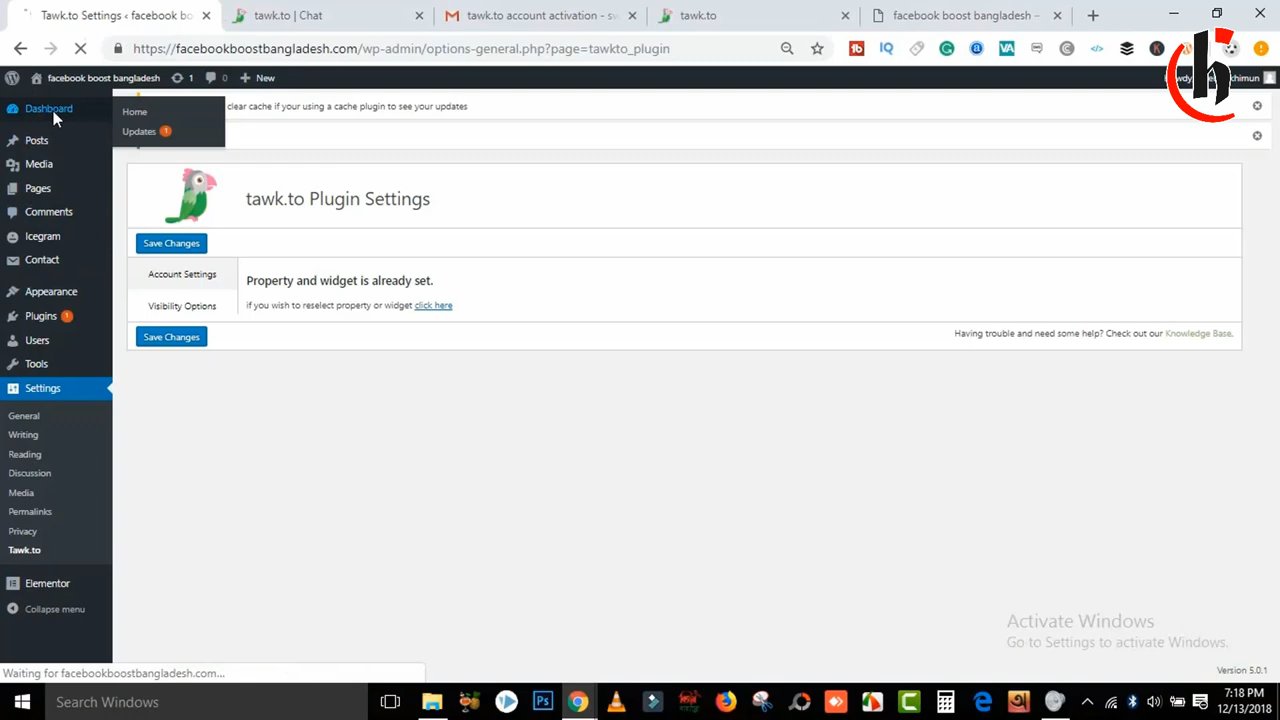 Tawk.to Settings ‹ facebook bo
tawk.to | Chat
tawk.to account activation - sw
tawk.to
facebook boost bangladesh –
https://facebookboostbangladesh.com/wp-admin/options-general.php?page=tawkto_plugin
facebook boost bangladesh
1
0
New
Dashboard
Home
Updates 1
clear cache if your using a cache plugin to see your updates
Posts
Media
Pages
Comments
Icegram
Contact
Appearance
Plugins 1
Users
Tools
Settings
General
Writing
Reading
Discussion
Media
Permalinks
Privacy
Tawk.to
Elementor
Collapse menu
tawk.to Plugin Settings
Save Changes
Account Settings
Visibility Options
Property and widget is already set.
if you wish to reselect property or widget click here
Save Changes
Having trouble and need some help? Check out our Knowledge Base.
Activate Windows
Go to Settings to activate Windows.
Version 5.0.1
Waiting for facebookboostbangladesh.com...
Search Windows
7:18 PM
12/13/2018